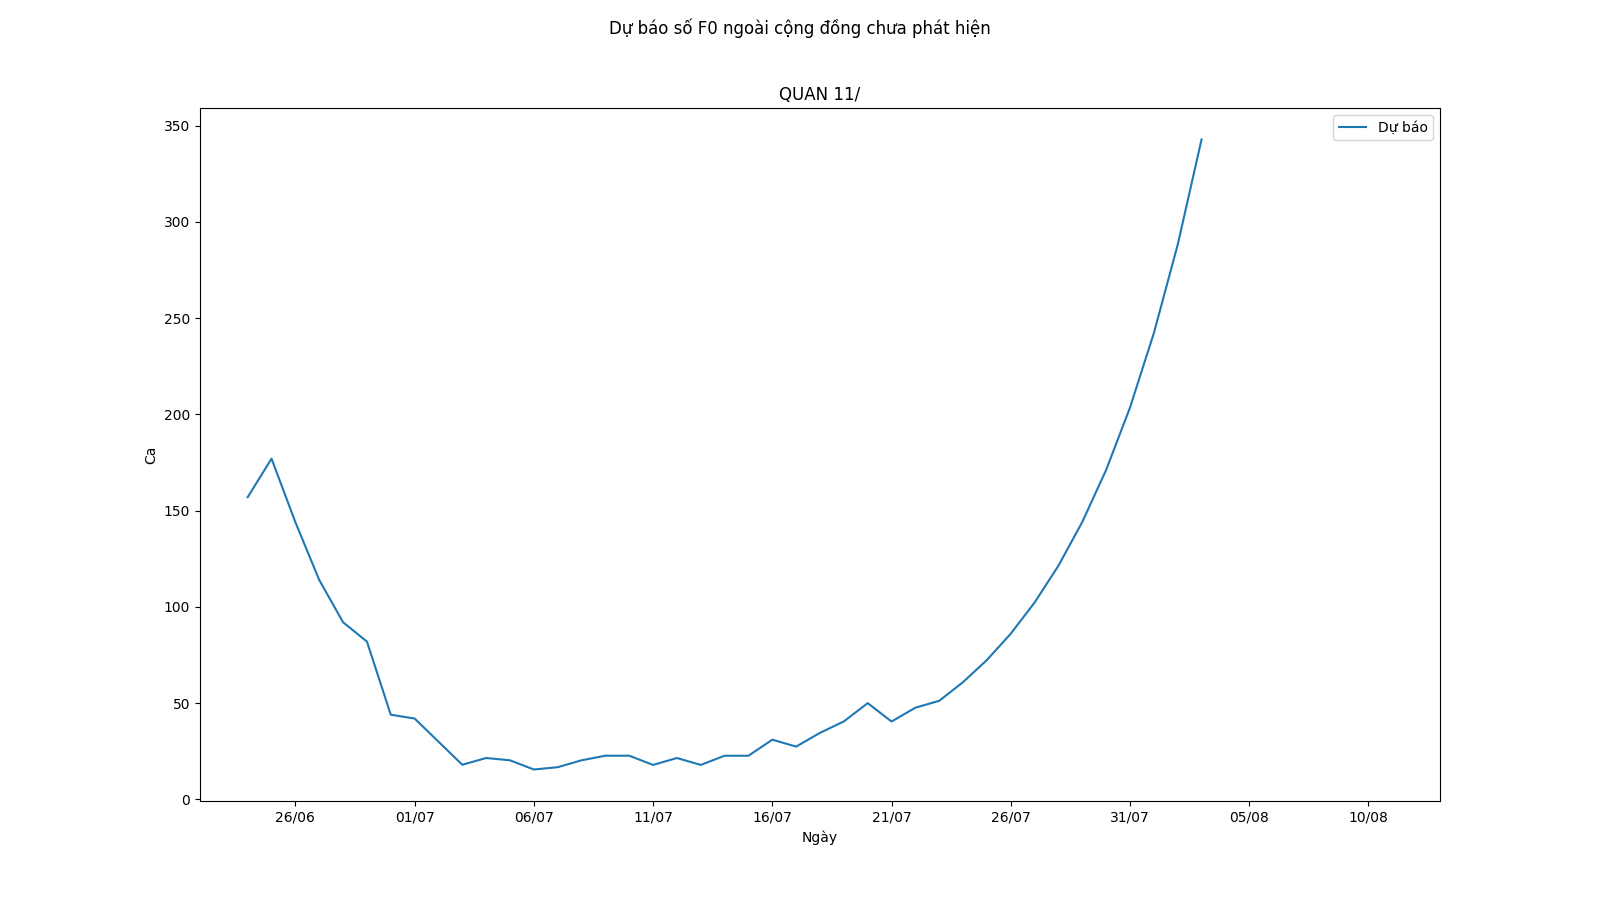 Dự báo số F0 ngoài cộng đồng chưa phát hiện
QUAN 11/
Dự báo
350
300
250
200
150
100
50
0
Ca
26/06 01/07 06/07 11/07 16/07 21/07 26/07 31/07 05/08 10/08
Ngày